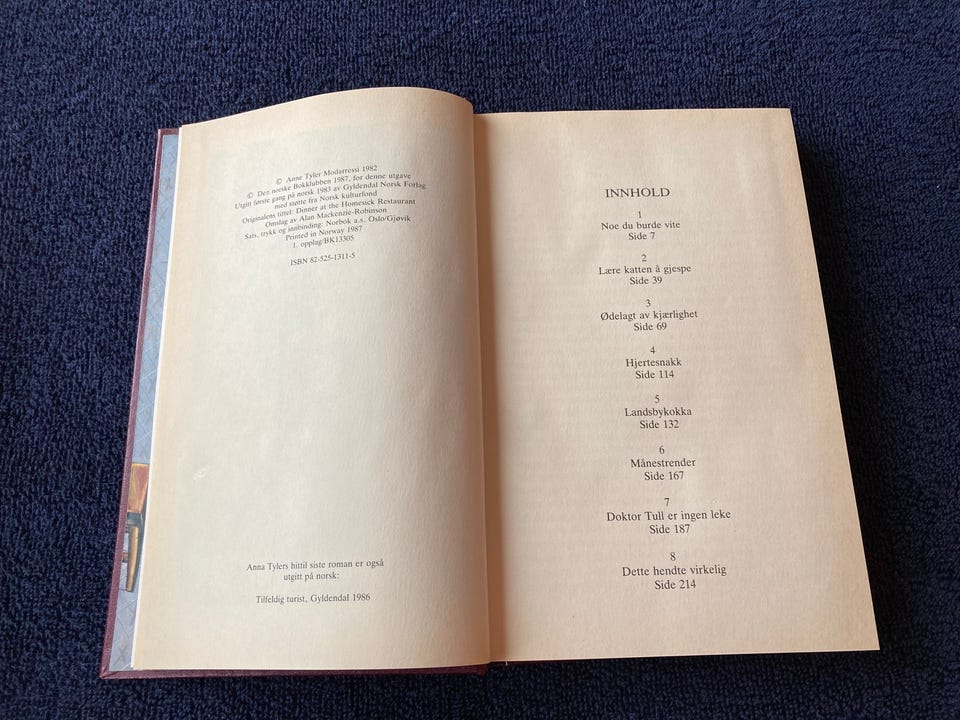 © Anne Tyler Modarressi 1982
© Den norske Bokklubben 1987, for denne utgave
Utgitt første gang på norsk 1983 av Gyldendal Norsk Forlag
med støtte fra Norsk kulturfond
Originalens tittel: Dinner at the Homesick Restaurant
Omslag av Alan Mackenzie-Robinson
Sats, trykk og innbinding: Norbok a.s, Oslo/Gjøvik
Printed in Norway 1987
1. opplag/BK13305
ISBN 82-525-1311-5
Anna Tylers hittil siste roman er også
utgitt på norsk:
Tilfeldig turist, Gyldendal 1986
INNHOLD
1
Noe du burde vite
Side 7
2
Lære katten å gjespe
Side 39
3
Ødelagt av kjærlighet
Side 69
4
Hjertesnakk
Side 114
5
Landsbykokka
Side 132
6
Månestrender
Side 167
7
Doktor Tull er ingen leke
Side 187
8
Dette hendte virkelig
Side 214